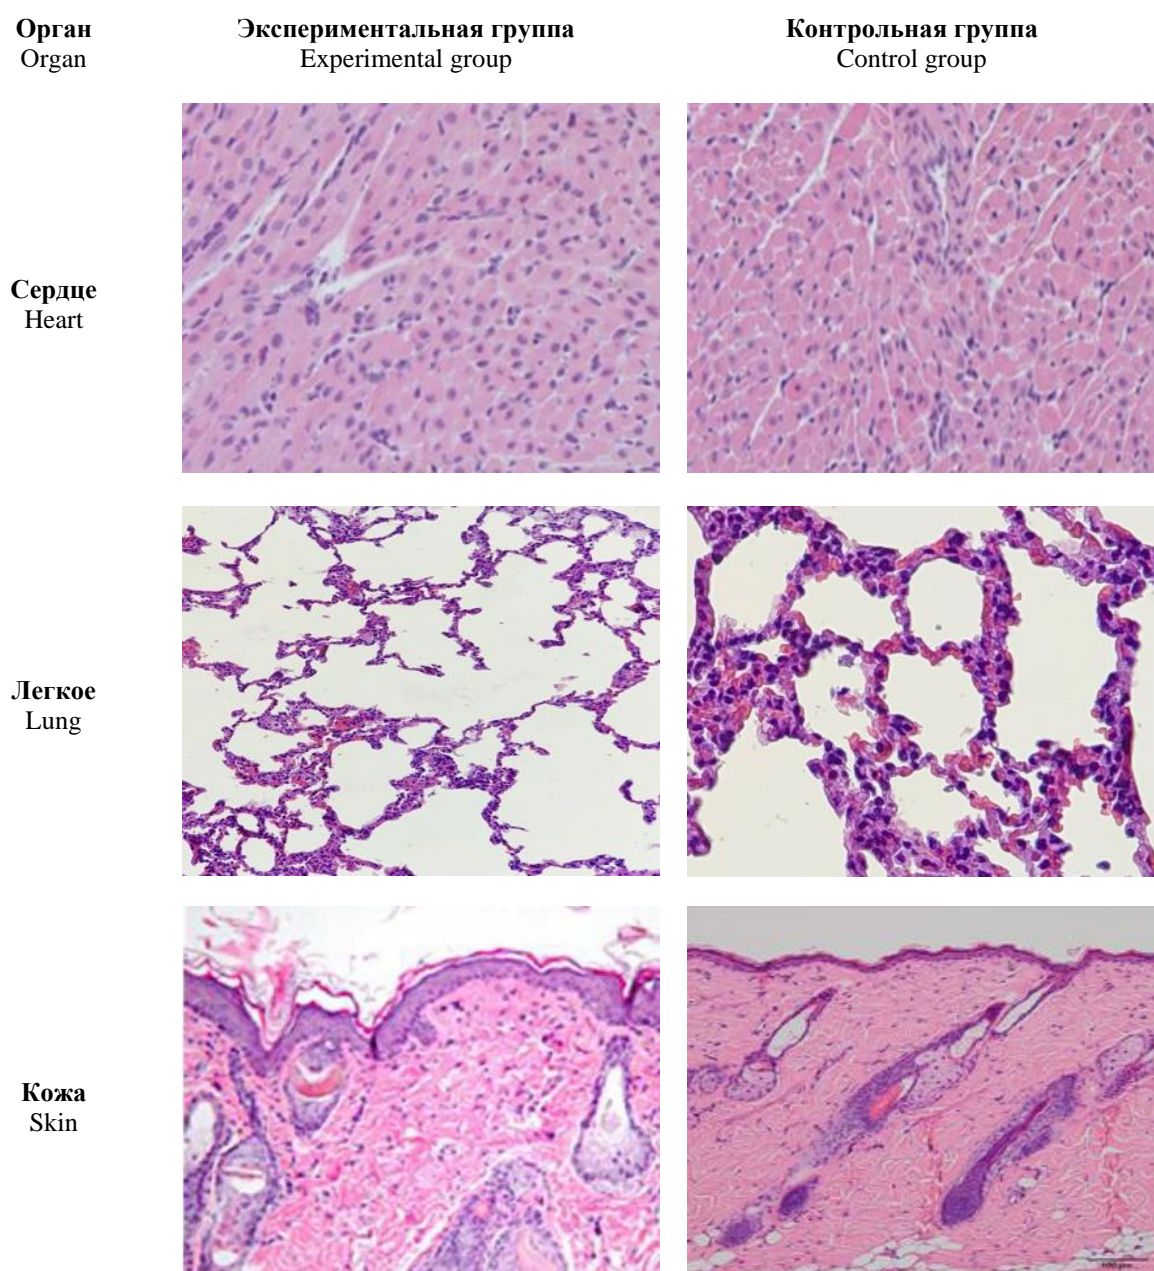 Орган
Organ
Экспериментальная группа
Experimental group
Контрольная группа
Control group
Сердце
Heart
Легкое
Lung
Кожа
Skin